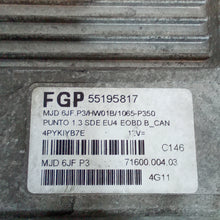 FGP 55195817
MJD 6JF.P3/HW01B/1065-P350
PUNTO 1.3 SDE EU4 EOBD B_CAN
4PYKIYB7E 12V=
C146
MJD 6JF P3 71600.004.03
4G11